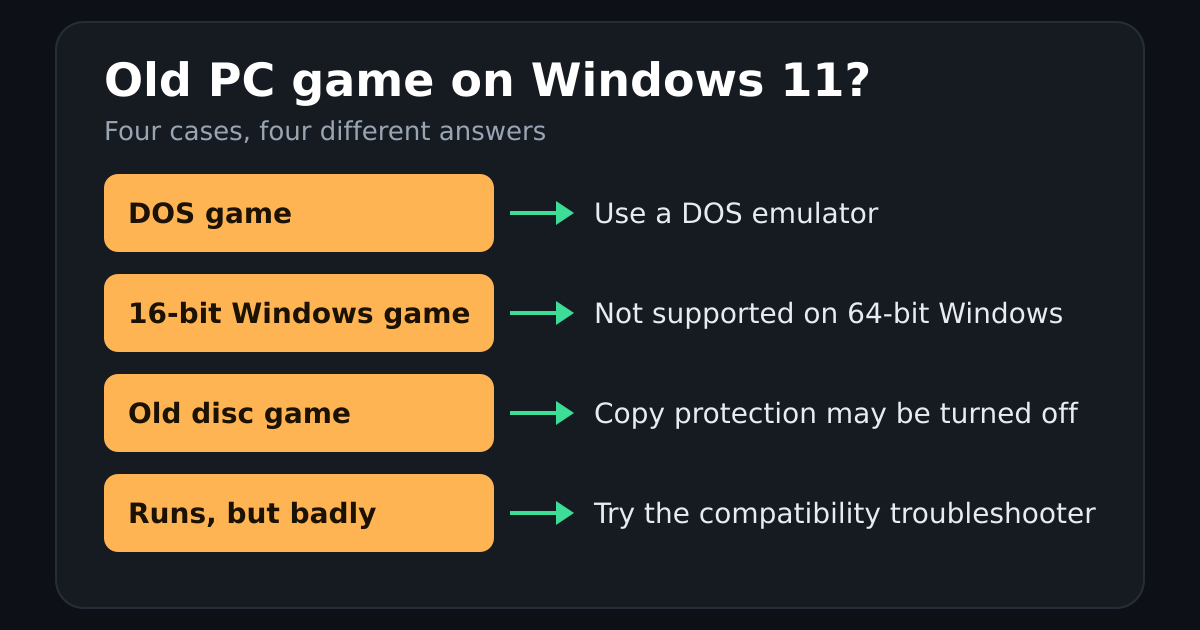 Old PC game on Windows 11?
Four cases, four different answers
DOS game
Use a DOS emulator
16-bit Windows game
Not supported on 64-bit Windows
Old disc game
Copy protection may be turned off
Runs, but badly
Try the compatibility troubleshooter